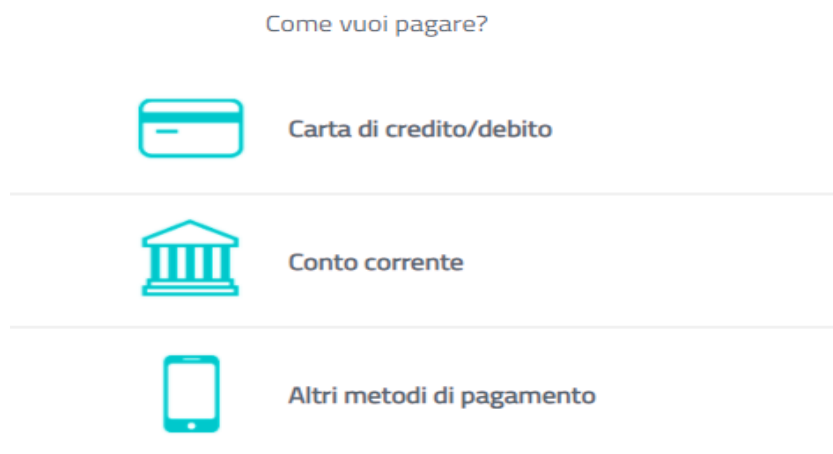 Come vuoi pagare?
Carta di credito/debito
Conto corrente
Altri metodi di pagamento